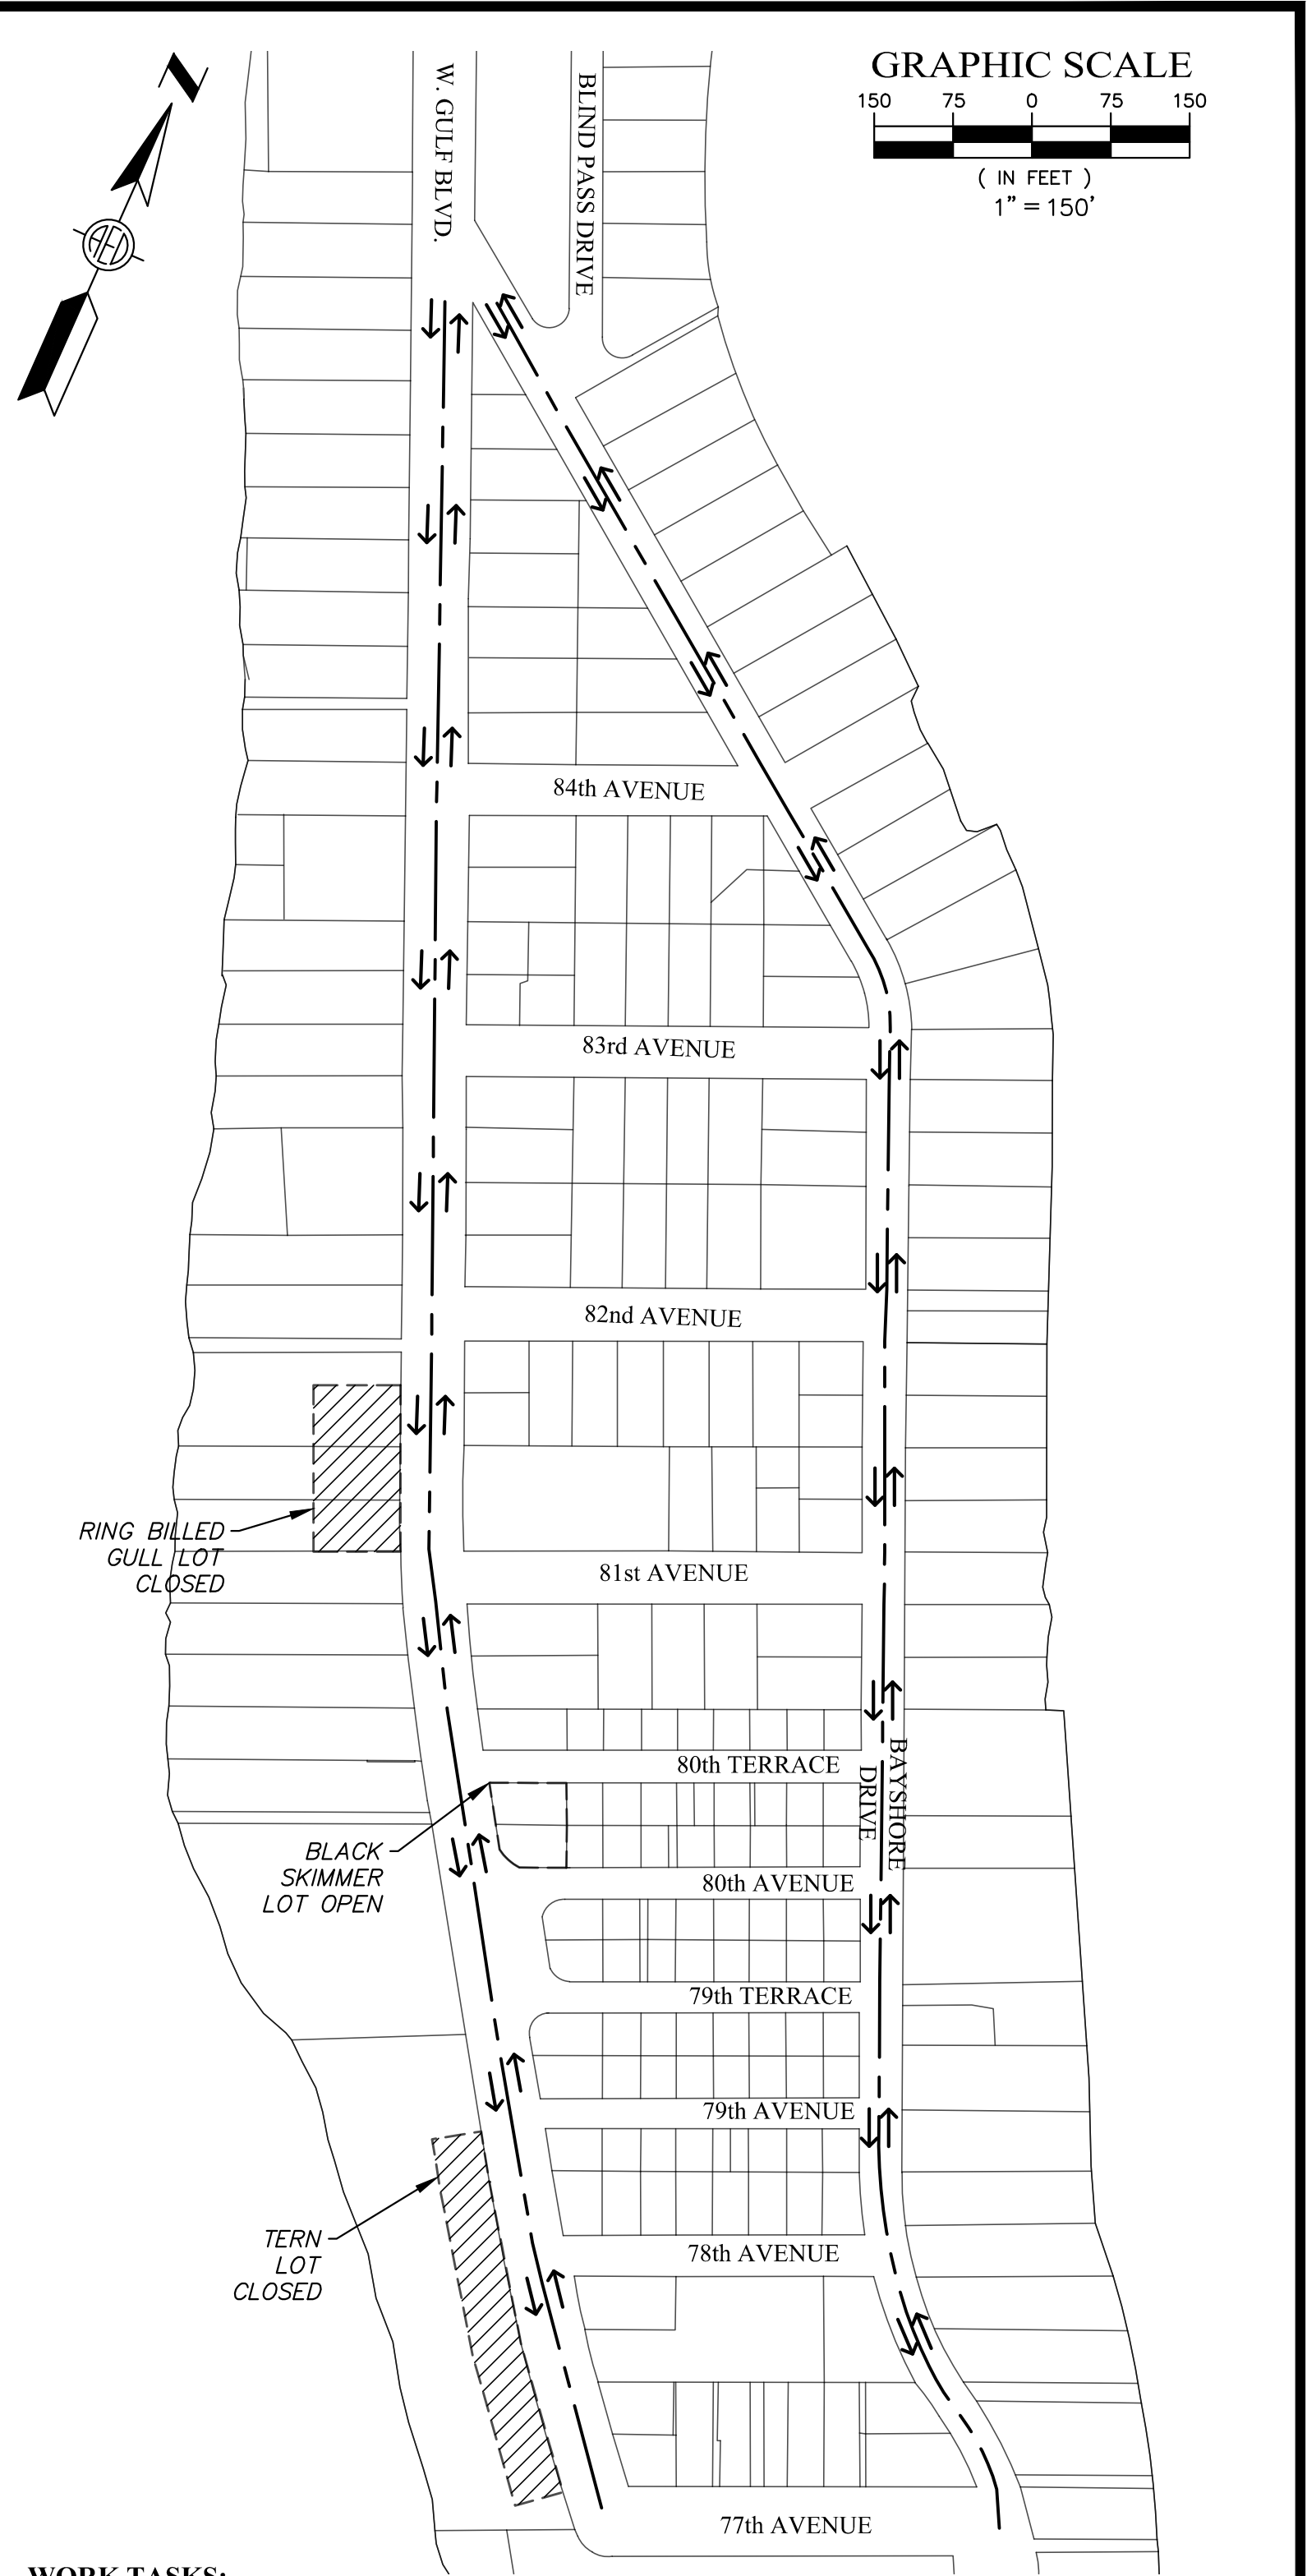 N
GRAPHIC SCALE
150 75 0 75 150
( IN FEET )
1" = 150'
W. GULF BLVD.
BLIND PASS DRIVE
84th AVENUE
83rd AVENUE
82nd AVENUE
RING BILLED
GULL LOT
CLOSED
81st AVENUE
80th TERRACE
BAYSHORE
DRIVE
BLACK
SKIMMER
LOT OPEN
80th AVENUE
79th TERRACE
79th AVENUE
TERN
LOT
CLOSED
78th AVENUE
77th AVENUE
WORK TASKS: